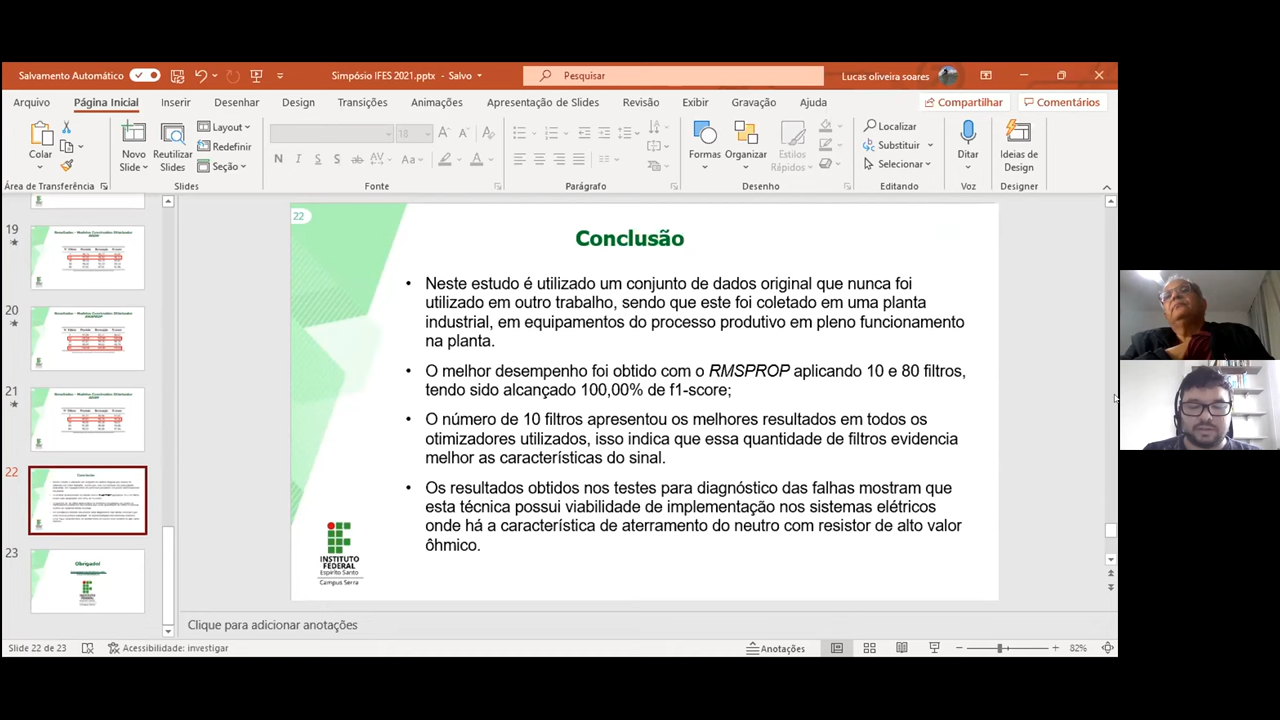 Salvamento Automático
Simpósio IFES 2021.pptx - Salvo
Pesquisar
Lucas oliveira soares
Arquivo
Página Inicial
Inserir
Desenhar
Design
Transições
Animações
Apresentação de Slides
Revisão
Exibir
Gravação
Ajuda
Compartilhar
Comentários
Colar
Novo Slide
Reutilizar Slides
Layout
Redefinir
Seção
18
N I S S ab AV Aa A
Formas
Organizar
Estilos Rápidos
Localizar
Substituir
Selecionar
Ditar
Ideias de Design
Área de Transferência
Slides
Fonte
Parágrafo
Desenho
Editando
Voz
Designer
19
20
21
22
Conclusão
23
Obrigado!
22
Conclusão
• Neste estudo é utilizado um conjunto de dados original que nunca foi
utilizado em outro trabalho, sendo que este foi coletado em uma planta
industrial, em equipamentos do processo produtivo em pleno funcionamento
na planta.
• O melhor desempenho foi obtido com o RMSPROP aplicando 10 e 80 filtros,
tendo sido alcançado 100,00% de f1-score;
• O numero de 10 filtros apresentou os melhores resultados em todos os
otimizadores utilizados, isso indica que essa quantidade de filtros evidencia
melhor as características do sinal.
• Os resultados obtidos nos testes para diagnóstico de falhas mostram que
esta técnica possui viabilidade de implementação em sistemas elétricos
onde há a característica de aterramento do neutro com resistor de alto valor
ôhmico.
INSTITUTO
FEDERAL
Espírito Santo
Campus Serra
Clique para adicionar anotações
Slide 22 de 23
Acessibilidade: investigar
Anotações
82%